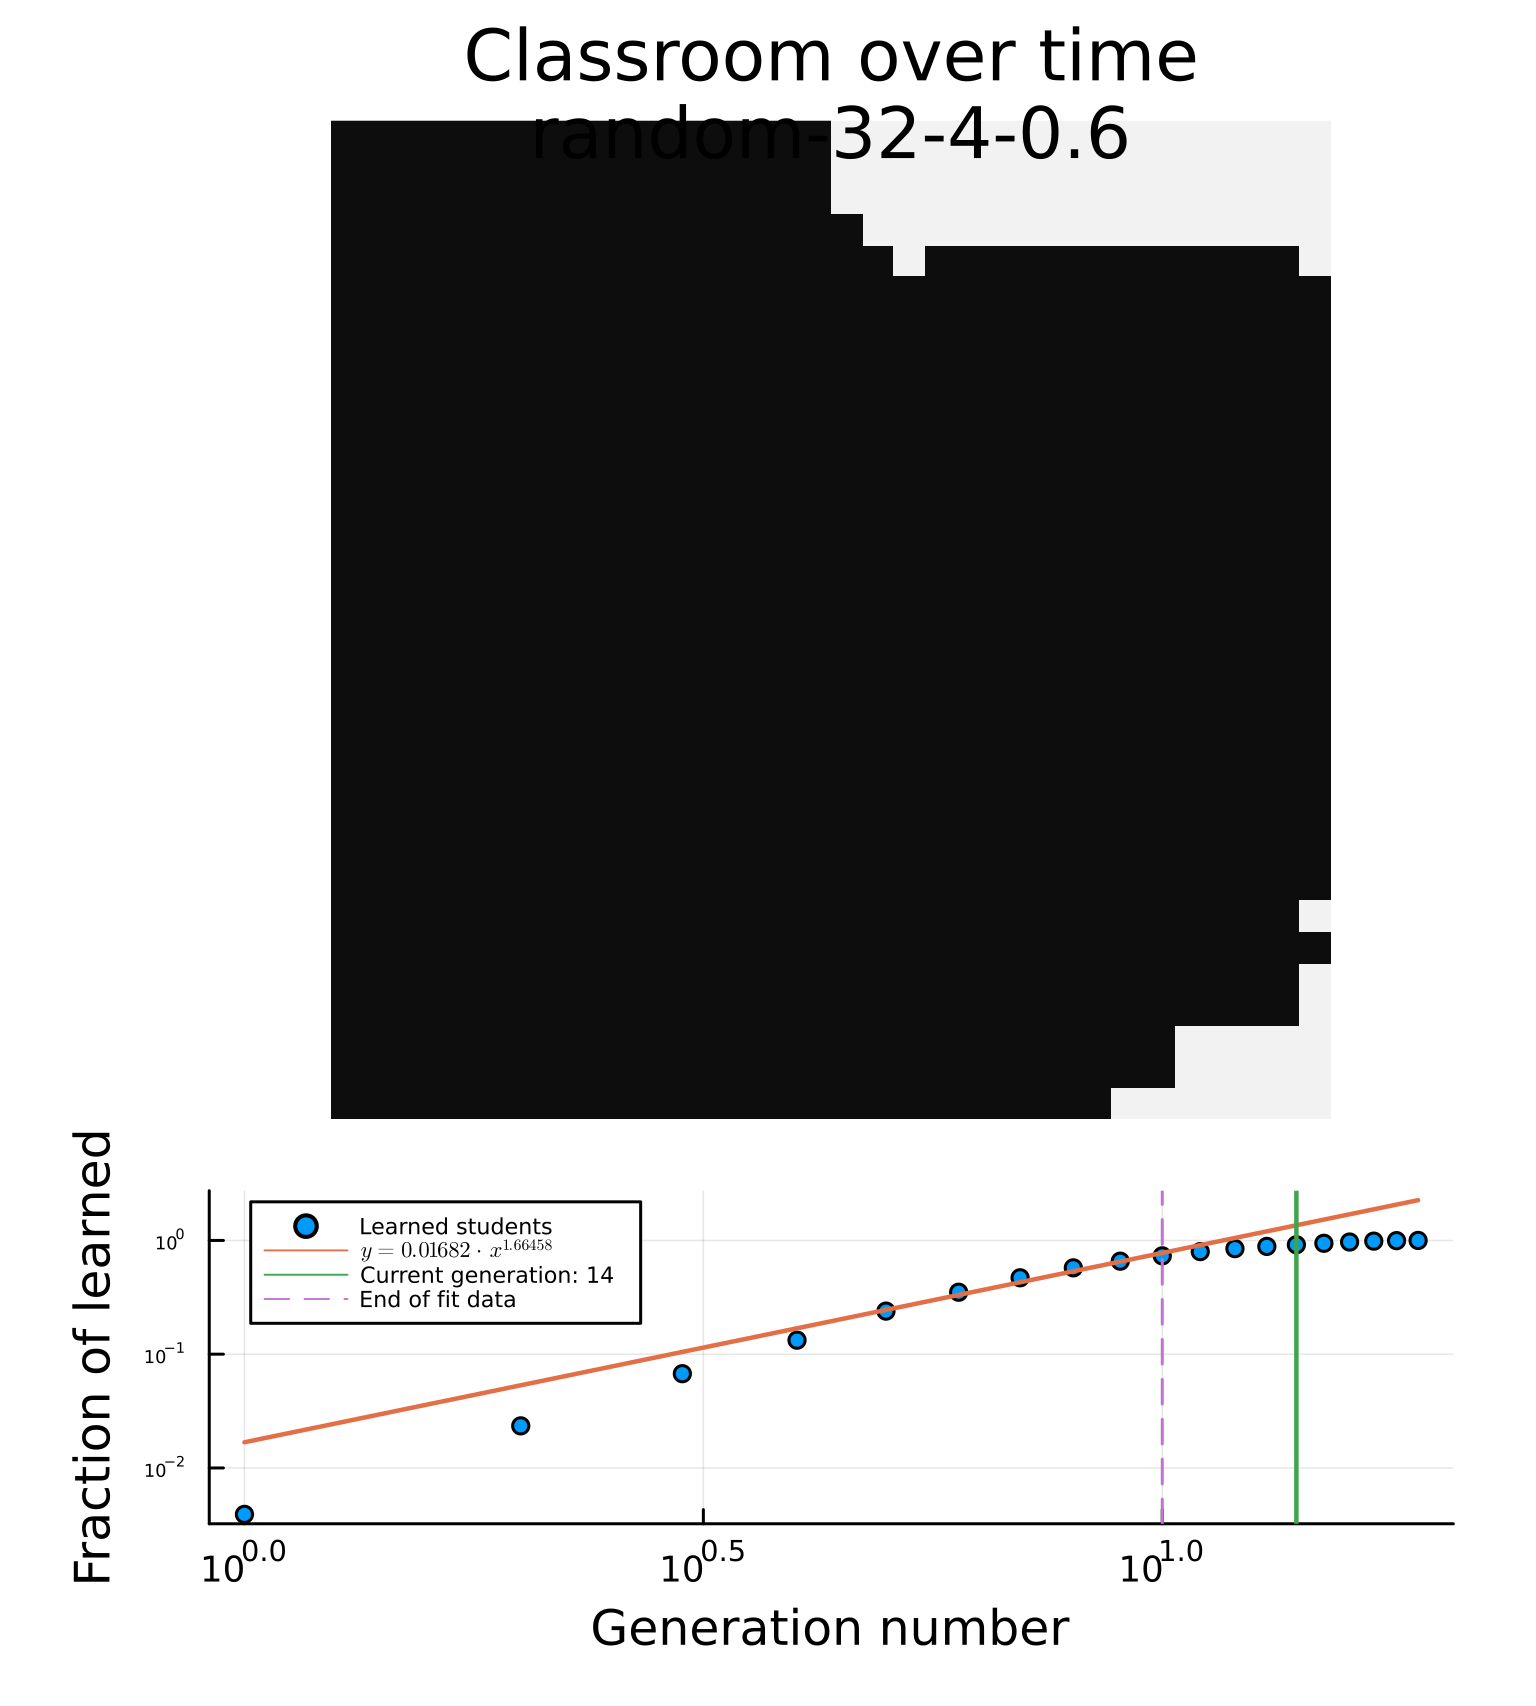 Classroom over time
random-32-4-0.6
Fraction of learned
10⁰
10⁻¹
10⁻²
Learned students
y = 0.01682 · x^1.66458
Current generation: 14
End of fit data
10^0.0
10^0.5
10^1.0
Generation number